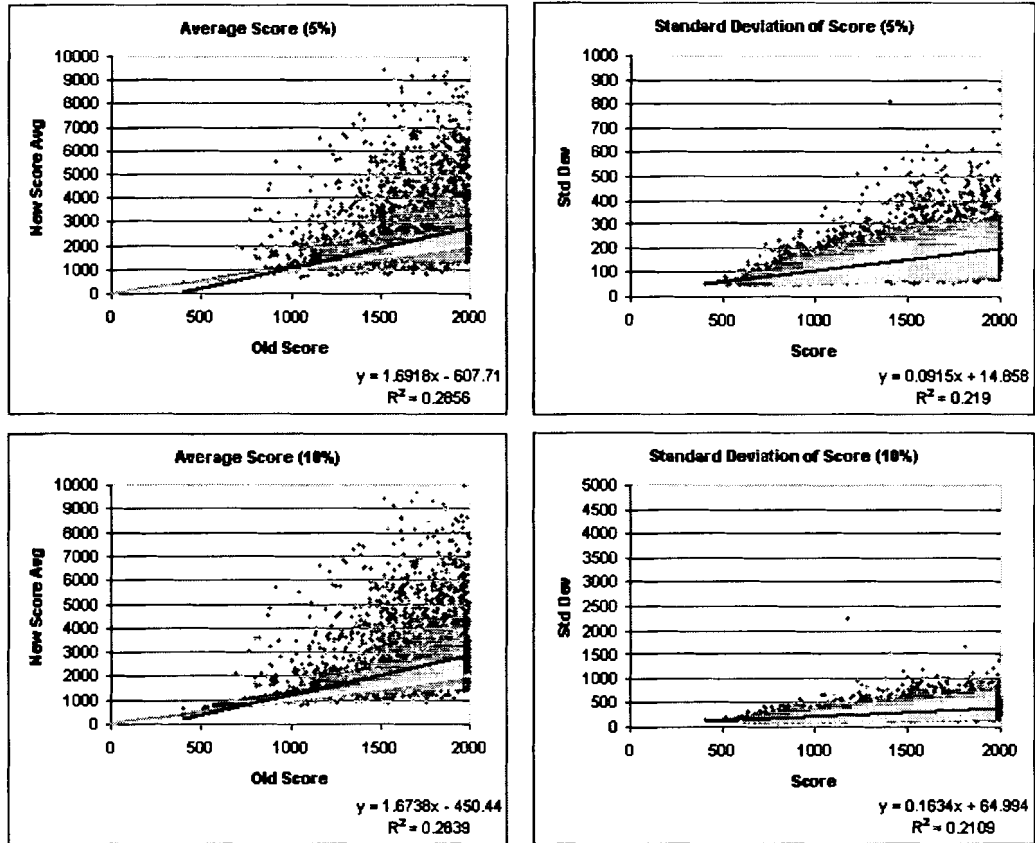 Average Score (5%)
10000
9000
8000
7000
6000
5000
4000
3000
2000
1000
0
New Score Avg
0 500 1000 1500 2000
Old Score
y = 1.6918x - 607.71
R² = 0.2856
Standard Deviation of Score (5%)
1000
900
800
700
600
500
400
300
200
100
0
Std Dev
0 500 1000 1500 2000
Score
y = 0.0915x + 14.858
R² = 0.219
Average Score (10%)
10000
9000
8000
7000
6000
5000
4000
3000
2000
1000
0
New Score Avg
0 500 1000 1500 2000
Old Score
y = 1.6738x - 450.44
R² = 0.2839
Standard Deviation of Score (10%)
5000
4500
4000
3500
3000
2500
2000
1500
1000
500
0
Std Dev
0 500 1000 1500 2000
Score
y = 0.1634x + 64.994
R² = 0.2109